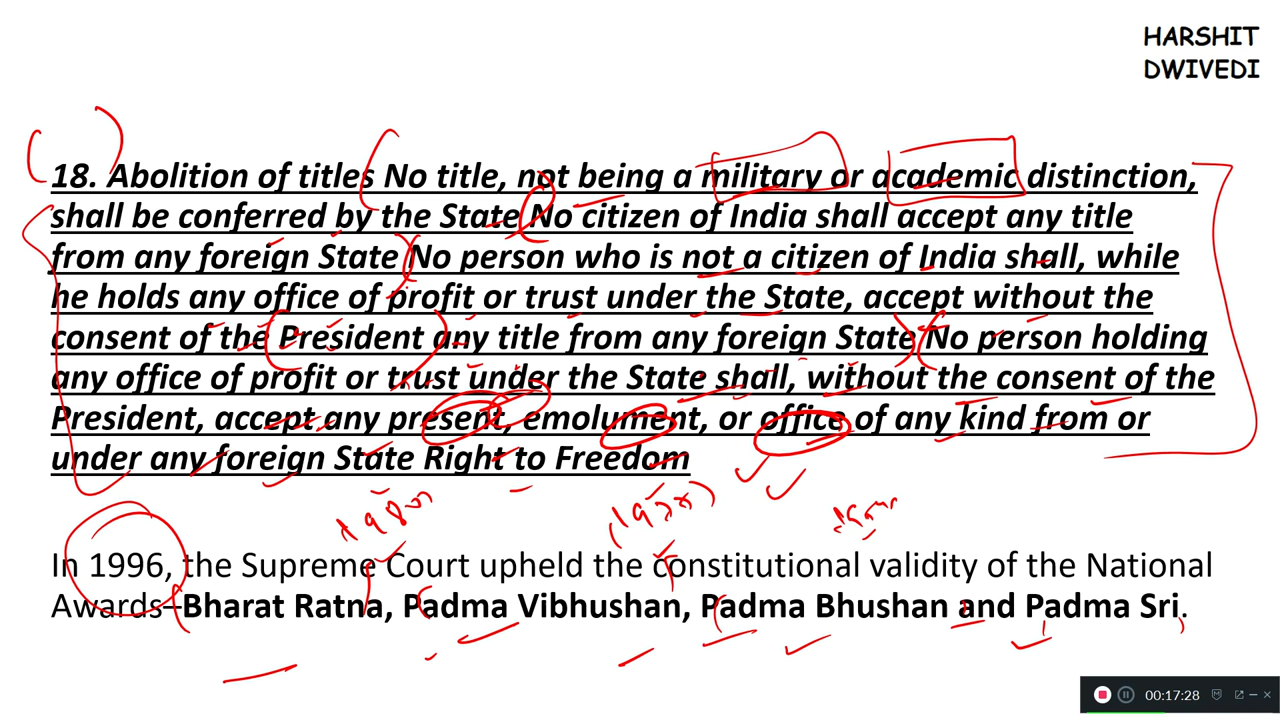 HARSHIT
DWIVEDI
18. Abolition of titles No title, not being a military or academic distinction,
shall be conferred by the State No citizen of India shall accept any title
from any foreign State No person who is not a citizen of India shall, while
he holds any office of profit or trust under the State, accept without the
consent of the President any title from any foreign State No person holding
any office of profit or trust under the State shall, without the consent of the
President, accept any present, emolument, or office of any kind from or
under any foreign State Right to Freedom
In 1996, the Supreme Court upheld the constitutional validity of the National
Awards–Bharat Ratna, Padma Vibhushan, Padma Bhushan and Padma Sri.
00:17:28